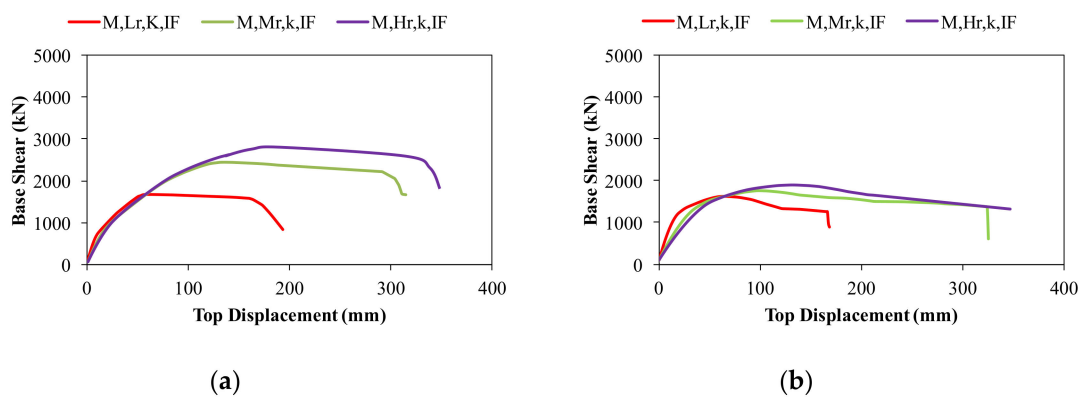 M,Lr,K,IF M,Mr,k,IF M,Hr,k,IF
5000
4000
3000
2000
1000
0
Base Shear (kN)
0 100 200 300 400
Top Displacement (mm)
(a)
M,Lr,k,IF M,Mr,k,IF M,Hr,k,IF
5000
4000
3000
2000
1000
0
Base Shear (kN)
0 100 200 300 400
Top Displacement (mm)
(b)